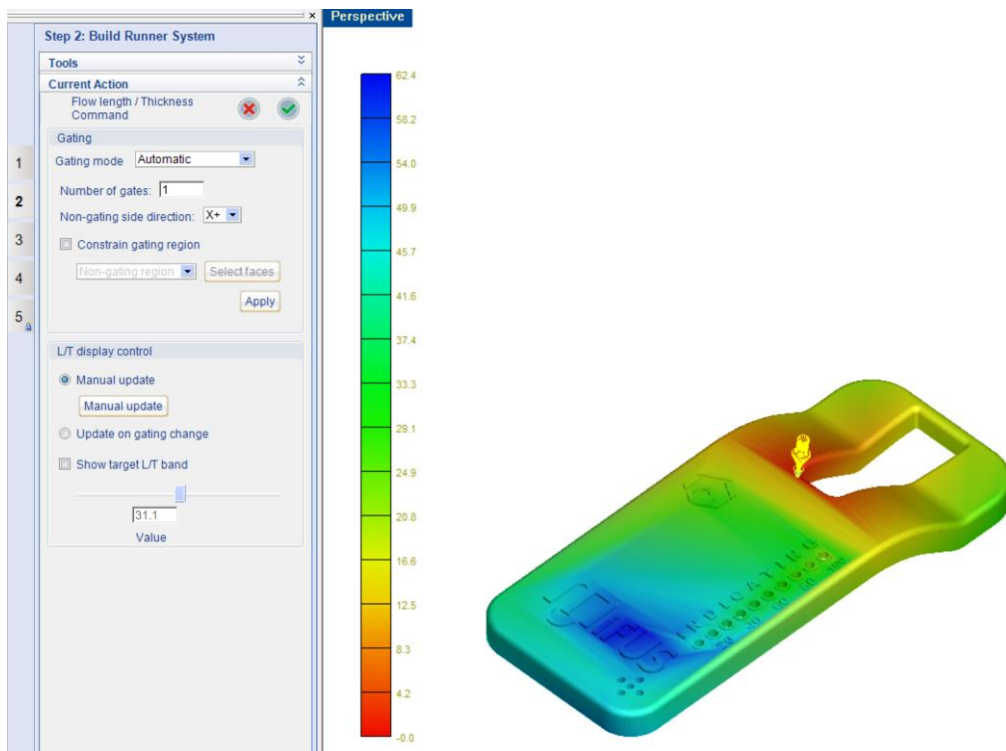 Perspective
Step 2: Build Runner System
Tools
Current Action
Flow length / Thickness
Command
Gating
Gating mode Automatic
Number of gates: 1
Non-gating side direction: X+
Constrain gating region
Non-gating region Select faces
Apply
L/T display control
Manual update
Manual update
Update on gating change
Show target L/T band
31.1
Value
1
2
3
4
5
62.4
58.2
54.0
49.9
45.7
41.6
37.4
33.3
29.1
24.9
20.8
16.6
12.5
8.3
4.2
-0.0
INDICATING